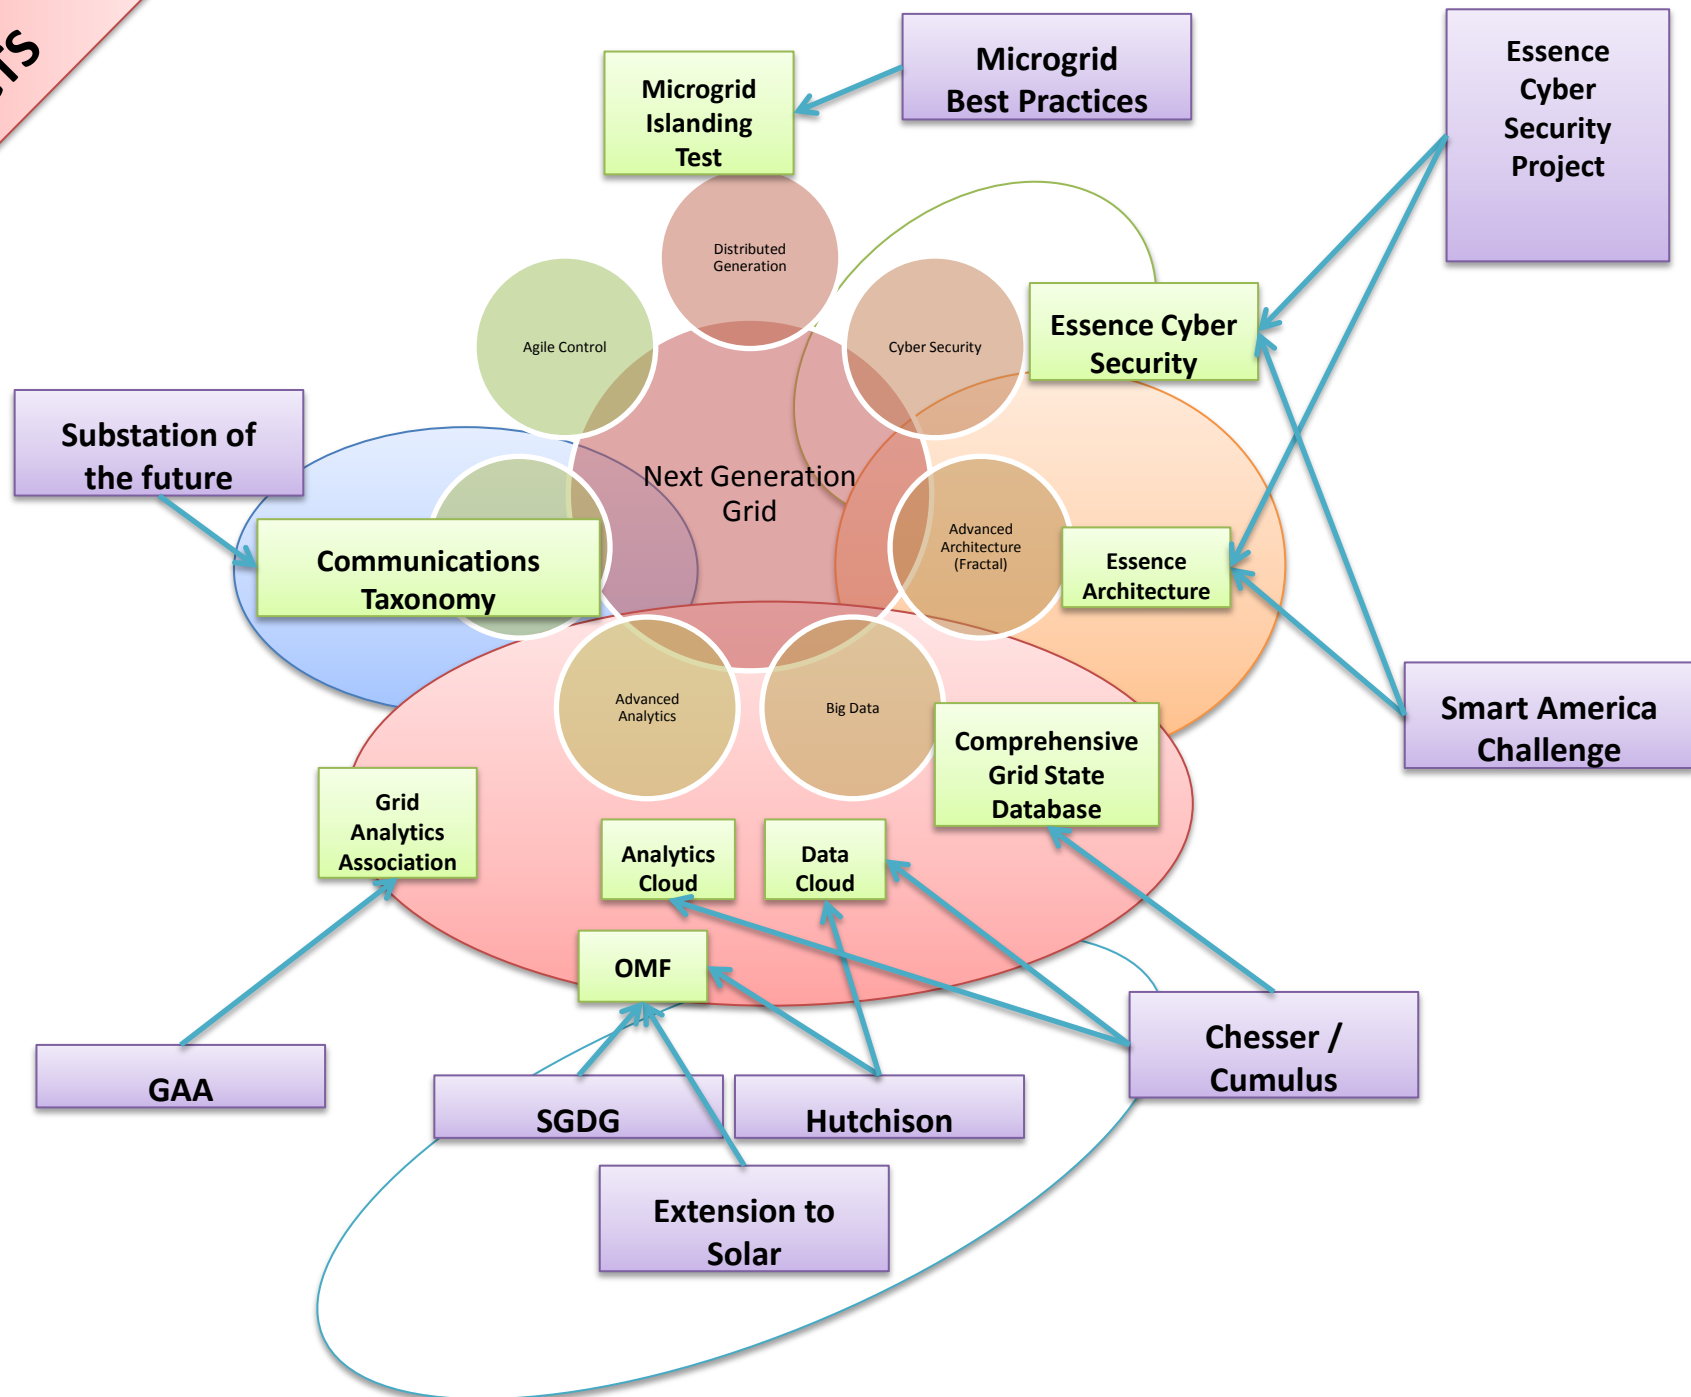 Microgrid
Best Practices
Essence
Cyber
Security
Project
Microgrid
Islanding
Test
Distributed
Generation
Agile Control
Cyber Security
Essence Cyber
Security
Substation of
the future
Next Generation
Grid
Advanced
Architecture
(Fractal)
Essence
Architecture
Communications
Taxonomy
Advanced
Analytics
Big Data
Comprehensive
Grid State
Database
Smart America
Challenge
Grid
Analytics
Association
Analytics
Cloud
Data
Cloud
OMF
Chesser /
Cumulus
GAA
SGDG
Hutchison
Extension to
Solar